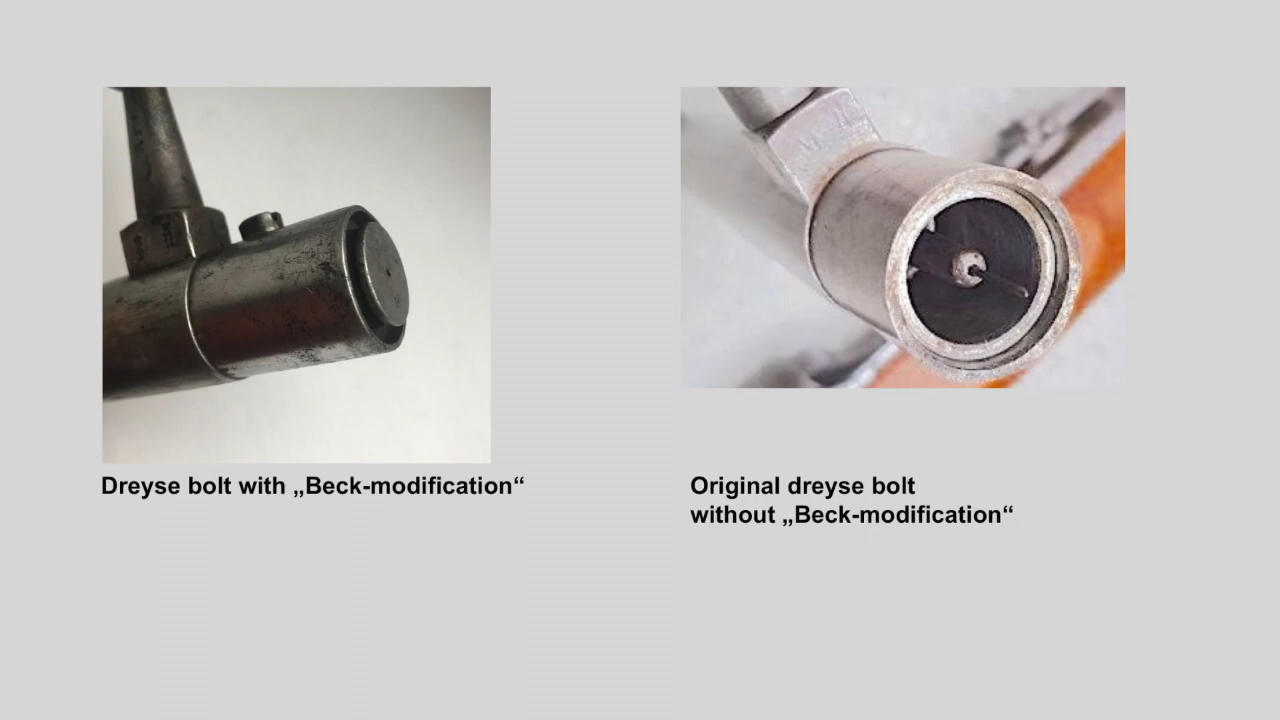 Dreyse bolt with „Beck-modification“
Original dreyse bolt
without „Beck-modification“